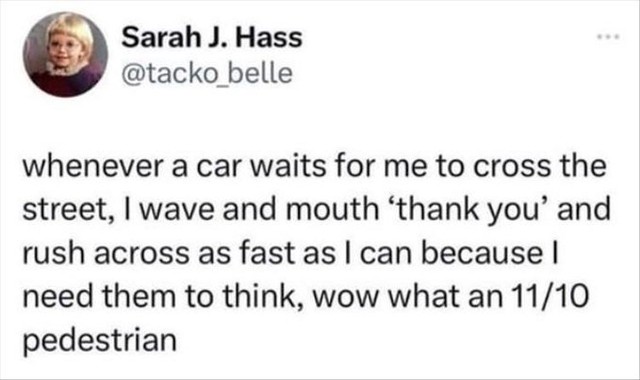 Sarah J. Hass
@tacko_belle
whenever a car waits for me to cross the
street, I wave and mouth ‘thank you’ and
rush across as fast as I can because I
need them to think, wow what an 11/10
pedestrian